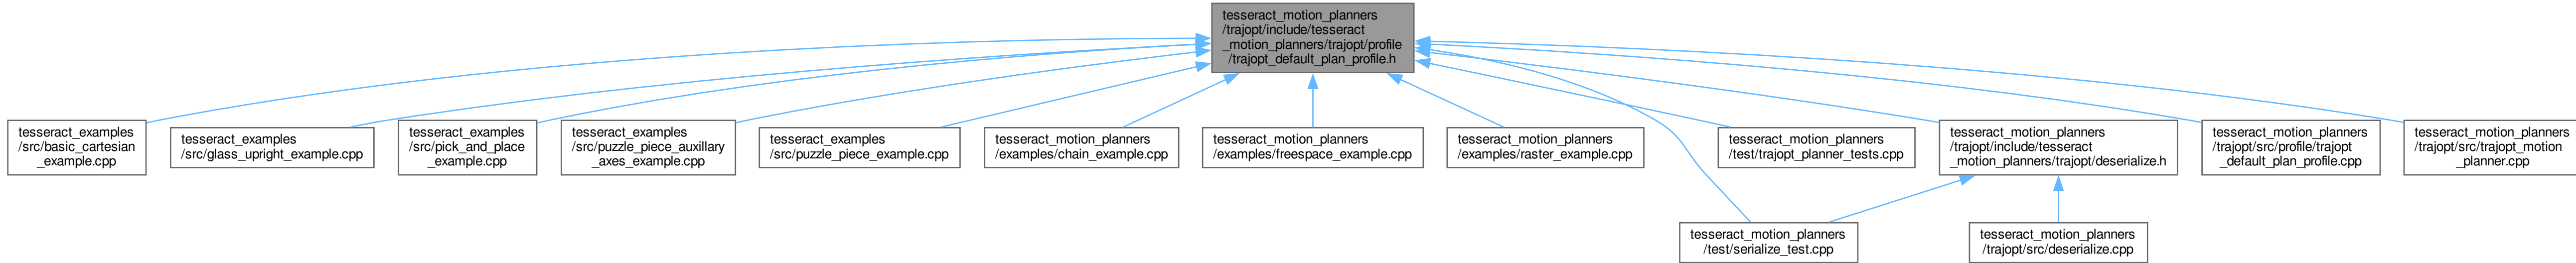 tesseract_motion_planners
/trajopt/include/tesseract
_motion_planners/trajopt/profile
/trajopt_default_plan_profile.h
tesseract_examples
/src/basic_cartesian
_example.cpp
tesseract_examples
/src/glass_upright_example.cpp
tesseract_examples
/src/pick_and_place
_example.cpp
tesseract_examples
/src/puzzle_piece_auxillary
_axes_example.cpp
tesseract_examples
/src/puzzle_piece_example.cpp
tesseract_motion_planners
/examples/chain_example.cpp
tesseract_motion_planners
/examples/freespace_example.cpp
tesseract_motion_planners
/examples/raster_example.cpp
tesseract_motion_planners
/test/trajopt_planner_tests.cpp
tesseract_motion_planners
/trajopt/include/tesseract
_motion_planners/trajopt/deserialize.h
tesseract_motion_planners
/trajopt/src/profile/trajopt
_default_plan_profile.cpp
tesseract_motion_planners
/trajopt/src/trajopt_motion
_planner.cpp
tesseract_motion_planners
/test/serialize_test.cpp
tesseract_motion_planners
/trajopt/src/deserialize.cpp